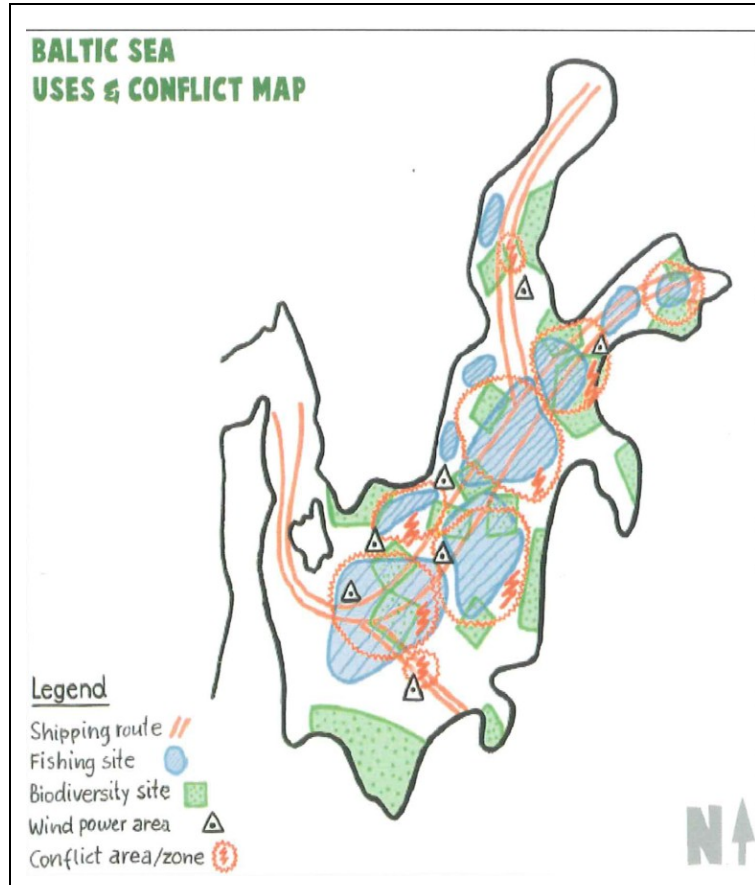 BALTIC SEA
USES & CONFLICT MAP
Legend
Shipping route
Fishing site
Biodiversity site
Wind power area
Conflict area/zone
N